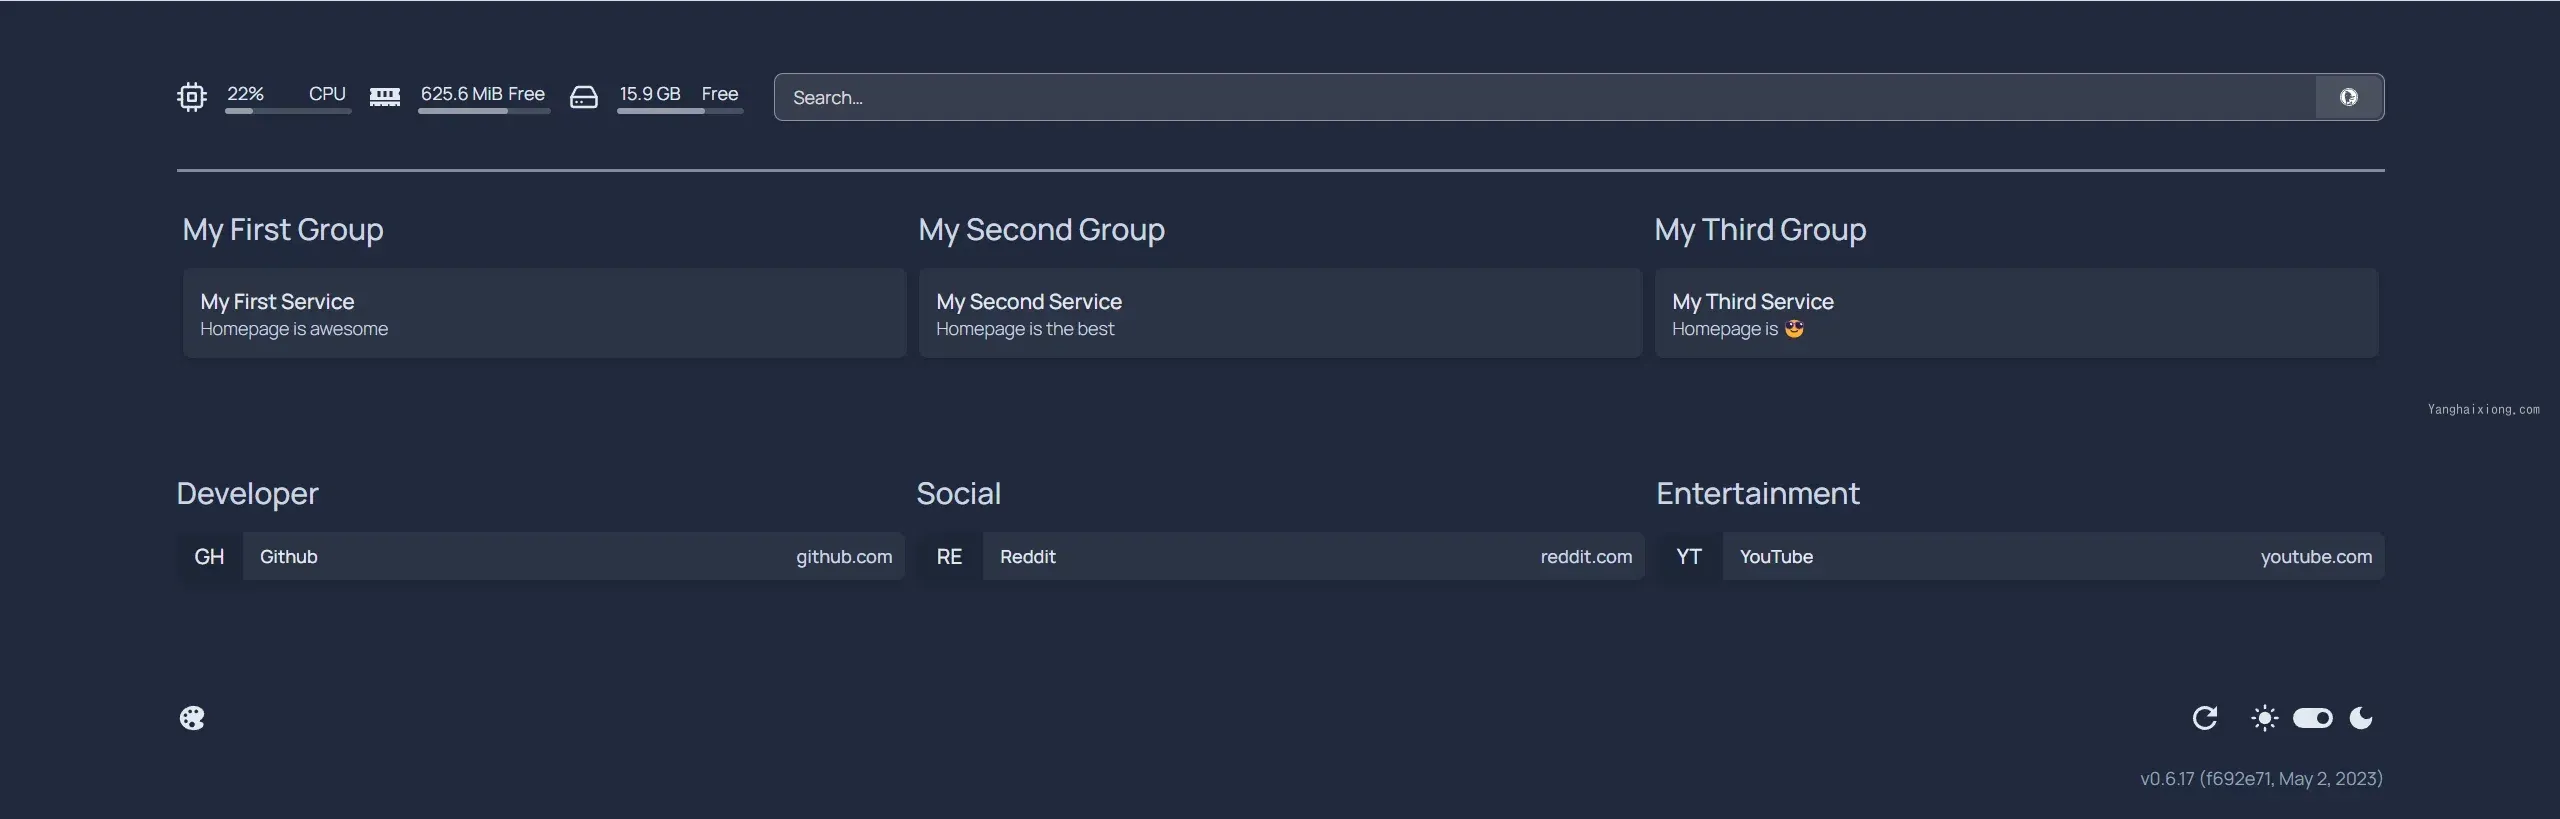 22% CPU 625.6 MiB Free 15.9 GB Free Search...
My First Group My Second Group My Third Group
My First Service My Second Service My Third Service
Homepage is awesome Homepage is the best Homepage is 😎
Yanghaixiong.com
Developer Social Entertainment
GH Github github.com RE Reddit reddit.com YT YouTube youtube.com
v0.6.17 (f692e71, May 2, 2023)